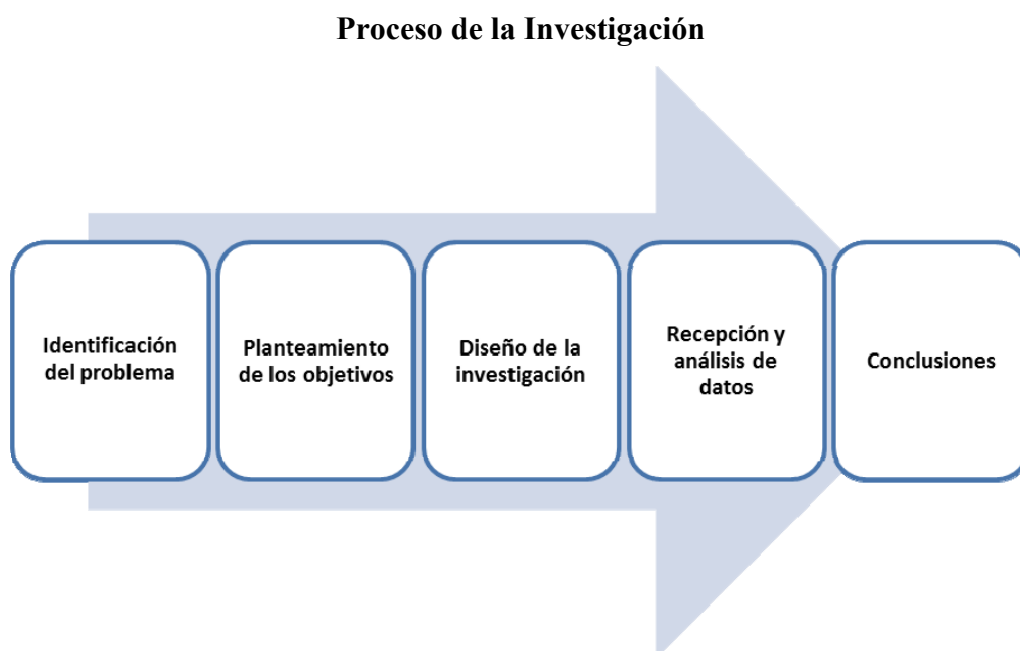 Proceso de la Investigación
Identificación
del problema
Planteamiento
de los objetivos
Diseño de la
investigación
Recepción y
análisis de
datos
Conclusiones